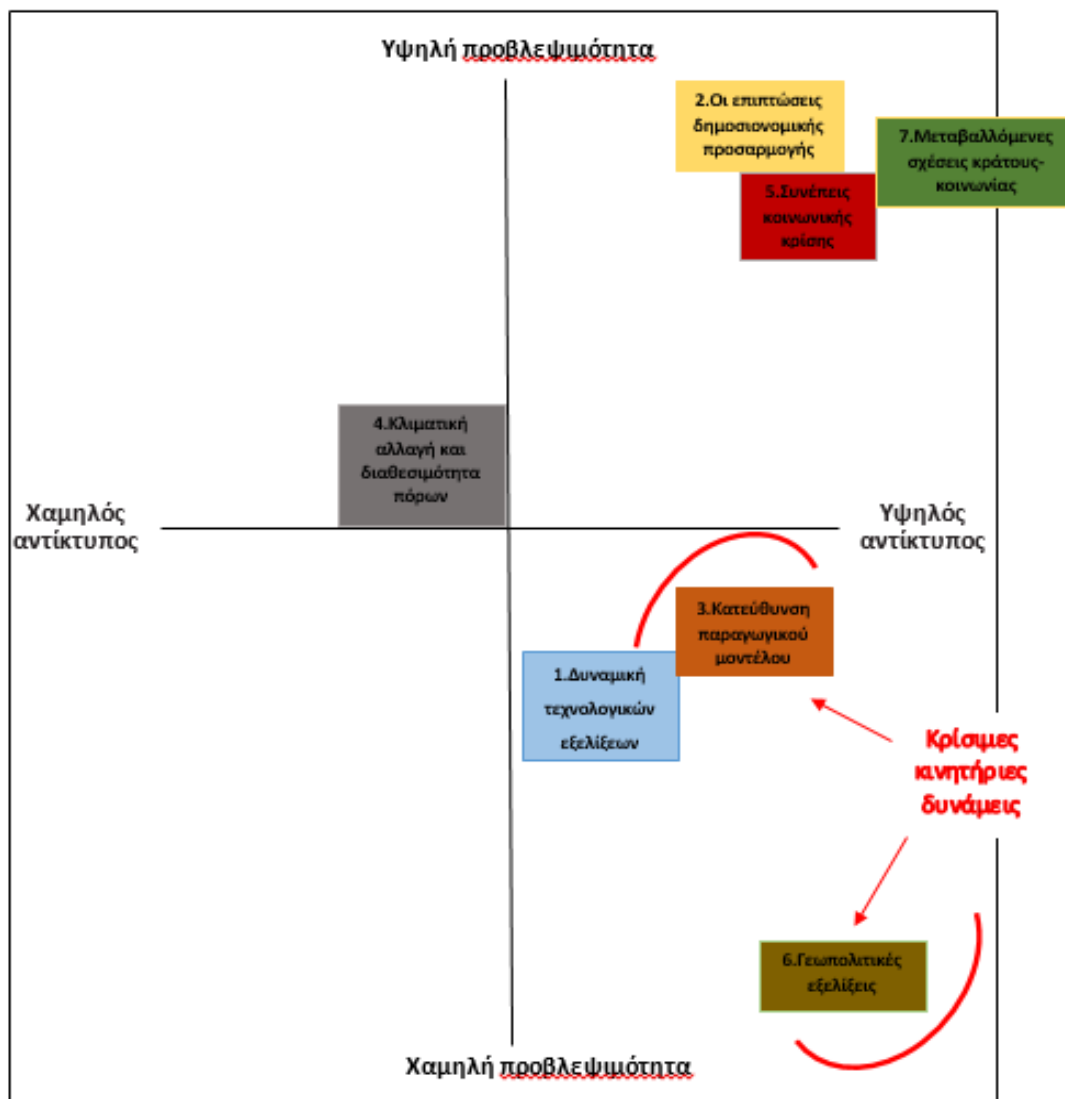 Υψηλή προβλεψιμότητα
2.Οι επιπτώσεις
δημοσιονομικής
προσαρμογής
7.Μεταβαλλόμενες
σχέσεις κράτους-
κοινωνίας
5.Συνέπεις
κοινωνικής
κρίσης
4.Κλιματική
αλλαγή και
διαθεσιμότητα
πόρων
Χαμηλός
αντίκτυπος
Υψηλός
αντίκτυπος
3.Κατεύθυνση
παραγωγικού
μοντέλου
1.Δυναμική
τεχνολογικών
εξελίξεων
Κρίσιμες
κινητήριες
δυνάμεις
6.Γεωπολιτικές
εξελίξεις
Χαμηλή προβλεψιμότητα